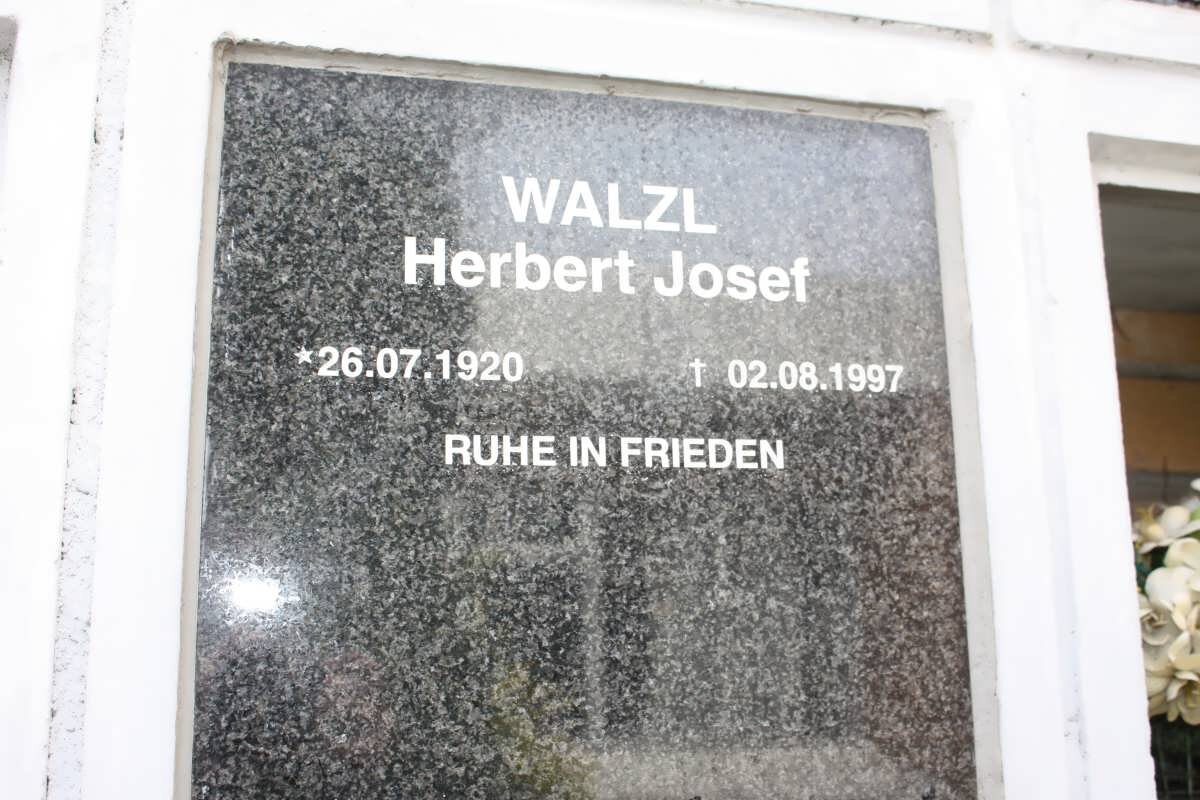 WALZL
Herbert Josef
*26.07.1920 † 02.08.1997
RUHE IN FRIEDEN